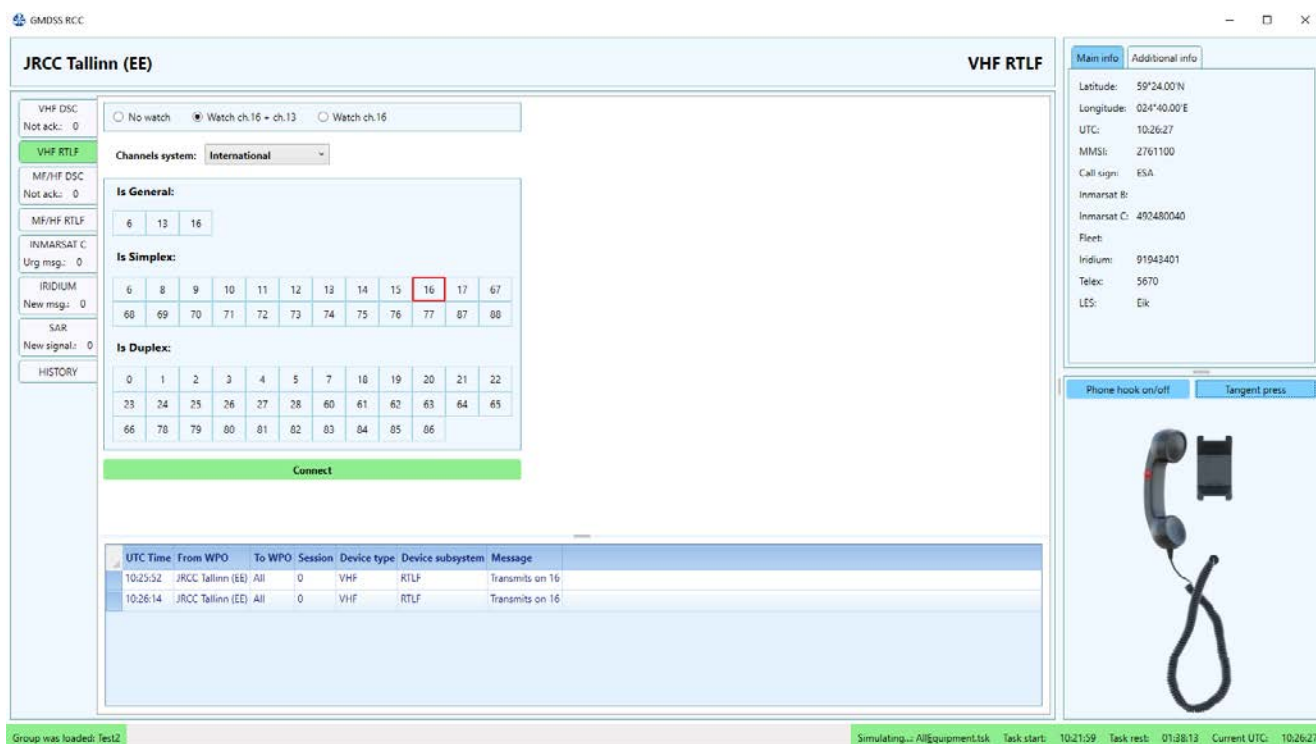 GMDSS RCC
JRCC Tallinn (EE)
VHF RTLF
VHF DSC
Not ack.: 0
VHF RTLF
MF/HF DSC
Not ack.: 0
MF/HF RTLF
INMARSAT C
Urg msg.: 0
IRIDIUM
New msg.: 0
SAR
New signal.: 0
HISTORY
No watch Watch ch.16 + ch.13 Watch ch.16
Channels system: International
Is General:
6 13 16
Is Simplex:
6 8 9 10 11 12 13 14 15 16 17 67
68 69 70 71 72 73 74 75 76 77 87 88
Is Duplex:
0 1 2 3 4 5 7 18 19 20 21 22
23 24 25 26 27 28 60 61 62 63 64 65
66 78 79 80 81 82 83 84 85 86
Connect
UTC Time From WPO To WPO Session Device type Device subsystem Message
10:25:52 JRCC Tallinn (EE) All 0 VHF RTLF Transmits on 16
10:26:14 JRCC Tallinn (EE) All 0 VHF RTLF Transmits on 16
Main info Additional info
Latitude: 59°24.00'N
Longitude: 024°40.00'E
UTC: 10:26:27
MMSI: 2761100
Call sign: ESA
Inmarsat B:
Inmarsat C: 492480040
Fleet:
Iridium: 91943401
Telex: 5670
LES: Eik
Phone hook on/off Tangent press
Group was loaded: Test2
Simulating...: AllEquipment.tsk Task start: 10:21:59 Task rest: 01:38:13 Current UTC: 10:26:27